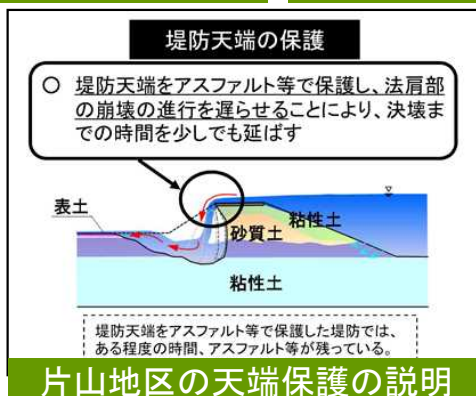 堤防天端の保護
○ 堤防天端をアスファルト等で保護し、法肩部
の崩壊の進行を遅らせることにより、決壊ま
での時間を少しでも延ばす
表土
粘性土
砂質土
粘性土
堤防天端をアスファルト等で保護した堤防では、
ある程度の時間、アスファルト等が残っている。
片山地区の天端保護の説明